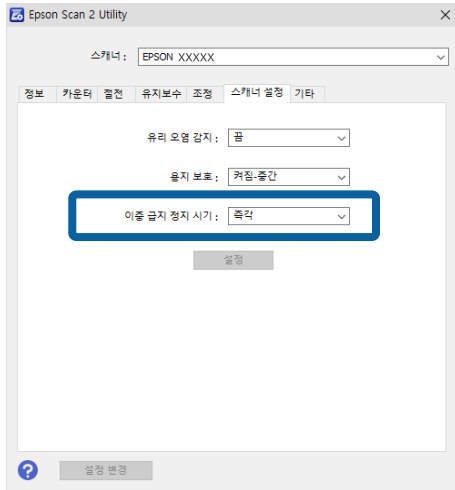 Epson Scan 2 Utility
스캐너 : EPSON XXXXX
정보 카운터 절전 유지보수 조정 스캐너 설정 기타
유리 오염 감지 : 끔
용지 보호 : 켜짐-중간
이중 급지 정지 시기 : 즉각
설정
? 설정 변경